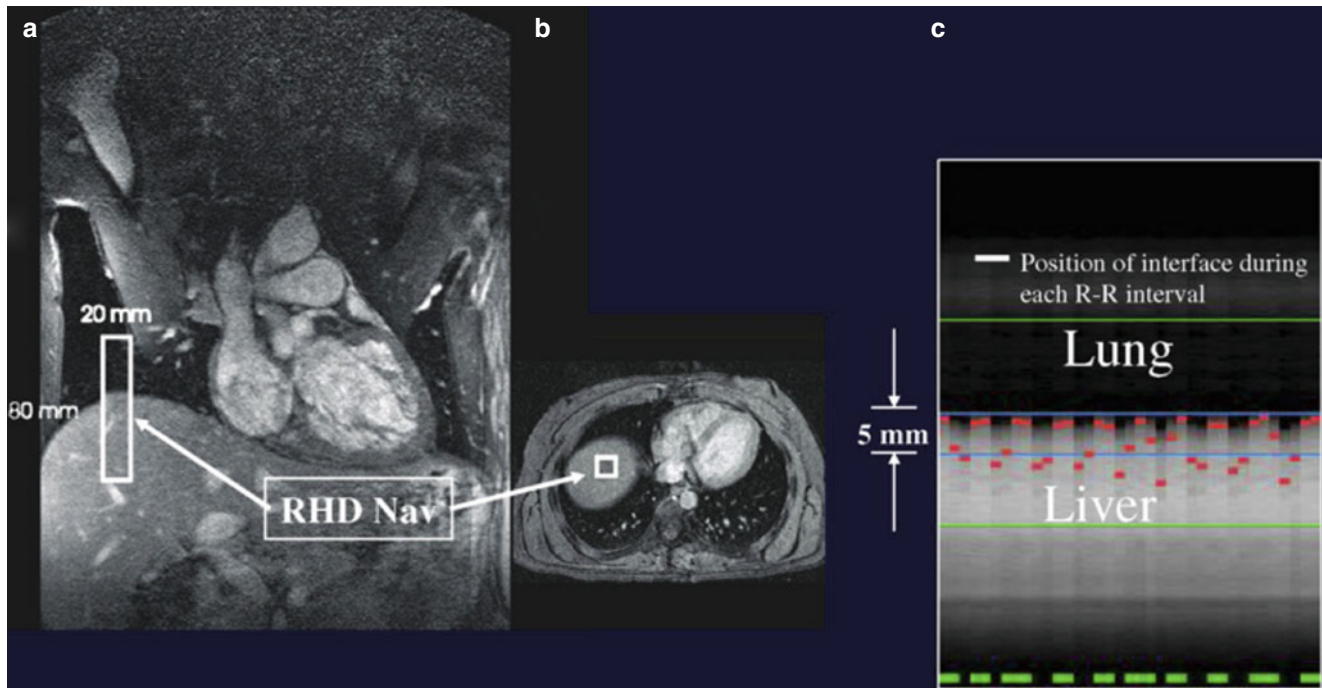 a
b
c
20 mm
80 mm
RHD Nav
Position of interface during
each R-R interval
Lung
5 mm
Liver